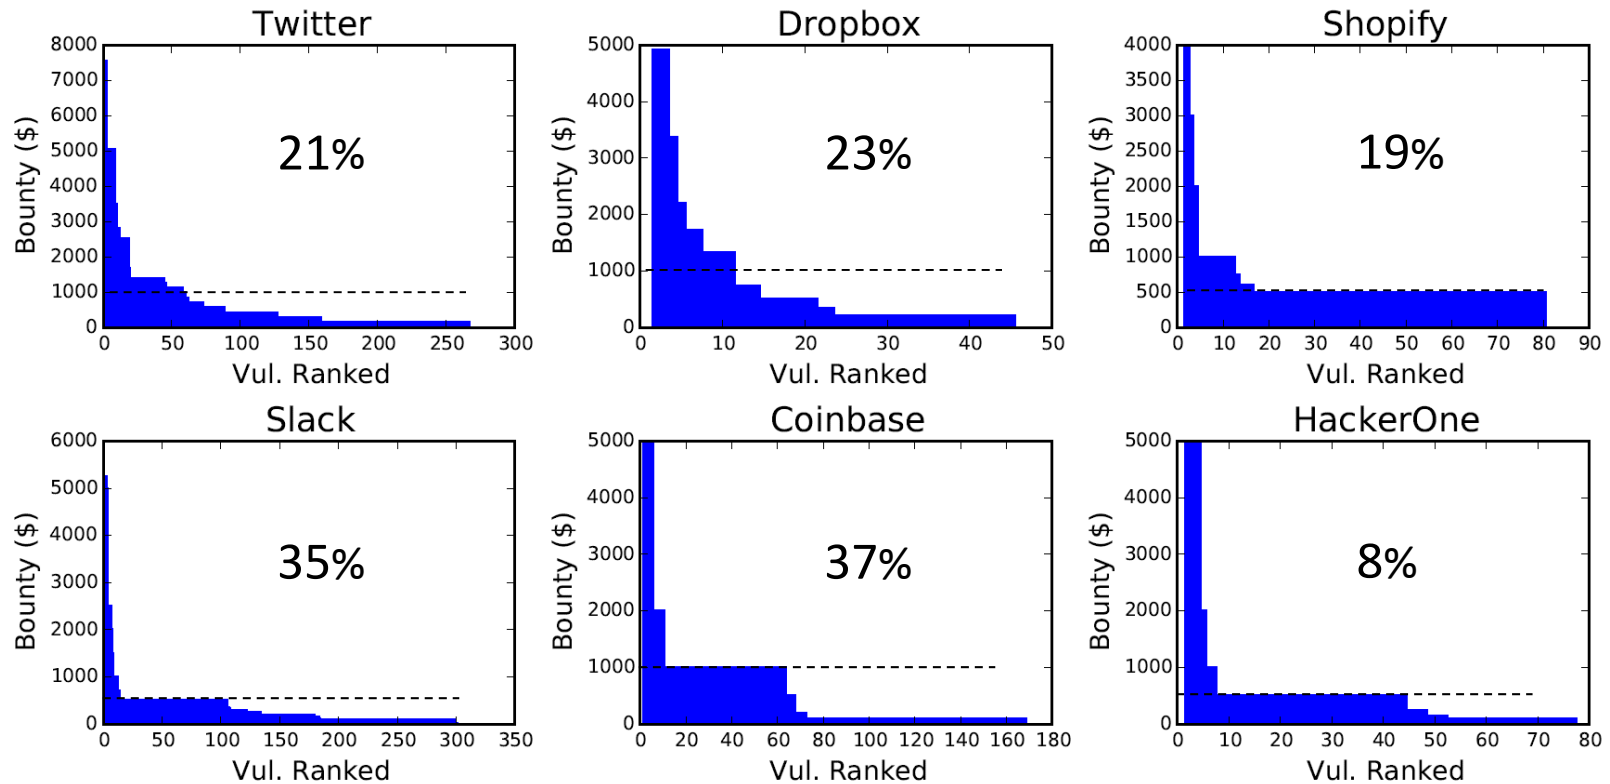 Twitter
8000
7000
6000
5000
4000
3000
2000
1000
0
Bounty ($)
21%
0 50 100 150 200 250 300
Vul. Ranked
Dropbox
5000
4000
3000
2000
1000
0
Bounty ($)
23%
0 10 20 30 40 50
Vul. Ranked
Shopify
4000
3500
3000
2500
2000
1500
1000
500
0
Bounty ($)
19%
0 10 20 30 40 50 60 70 80 90
Vul. Ranked
Slack
6000
5000
4000
3000
2000
1000
0
Bounty ($)
35%
0 50 100 150 200 250 300 350
Vul. Ranked
Coinbase
5000
4000
3000
2000
1000
0
Bounty ($)
37%
0 20 40 60 80 100 120 140 160 180
Vul. Ranked
HackerOne
5000
4000
3000
2000
1000
0
Bounty ($)
8%
0 10 20 30 40 50 60 70 80
Vul. Ranked